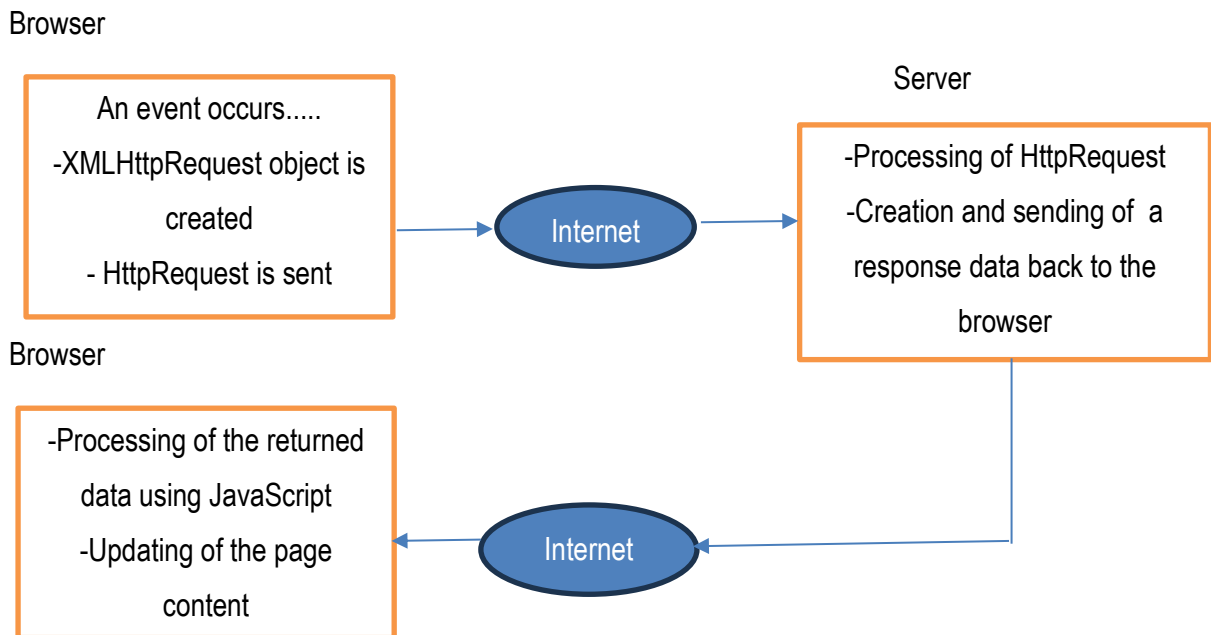 Browser
An event occurs.....
-XMLHttpRequest object is
created
- HttpRequest is sent
Internet
Server
-Processing of HttpRequest
-Creation and sending of  a
response data back to the
browser
Browser
-Processing of the returned
data using JavaScript
-Updating of the page
content
Internet